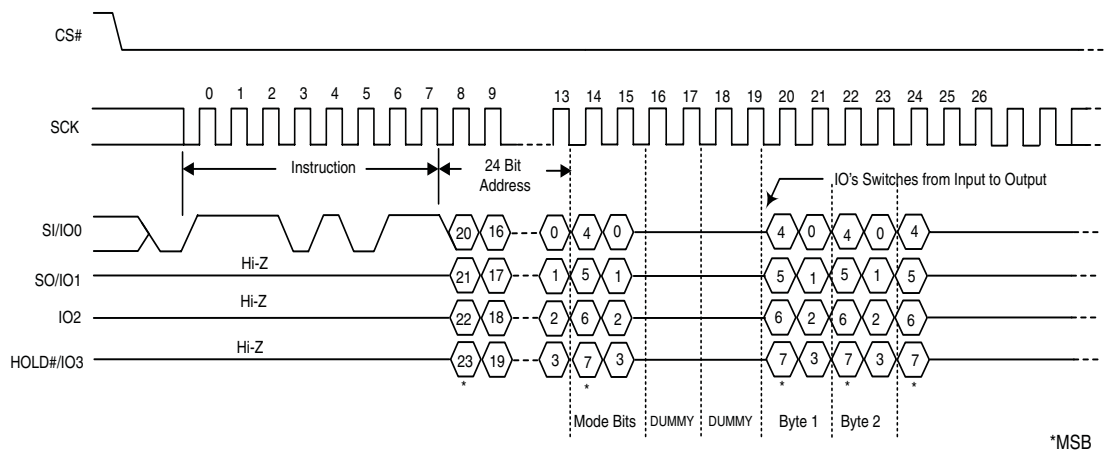 CS#
0 1 2 3 4 5 6 7 8 9 13 14 15 16 17 18 19 20 21 22 23 24 25 26
SCK
Instruction
24 Bit
Address
IO's Switches from Input to Output
SI/IO0 20 16 0 4 0 4 0 4 0 4
SO/IO1 Hi-Z 21 17 1 5 1 5 1 5 1 5
IO2 Hi-Z 22 18 2 6 2 6 2 6 2 6
HOLD#/IO3 Hi-Z 23 19 3 7 3 7 3 7 3 7
* * * * *
Mode Bits DUMMY DUMMY Byte 1 Byte 2
*MSB